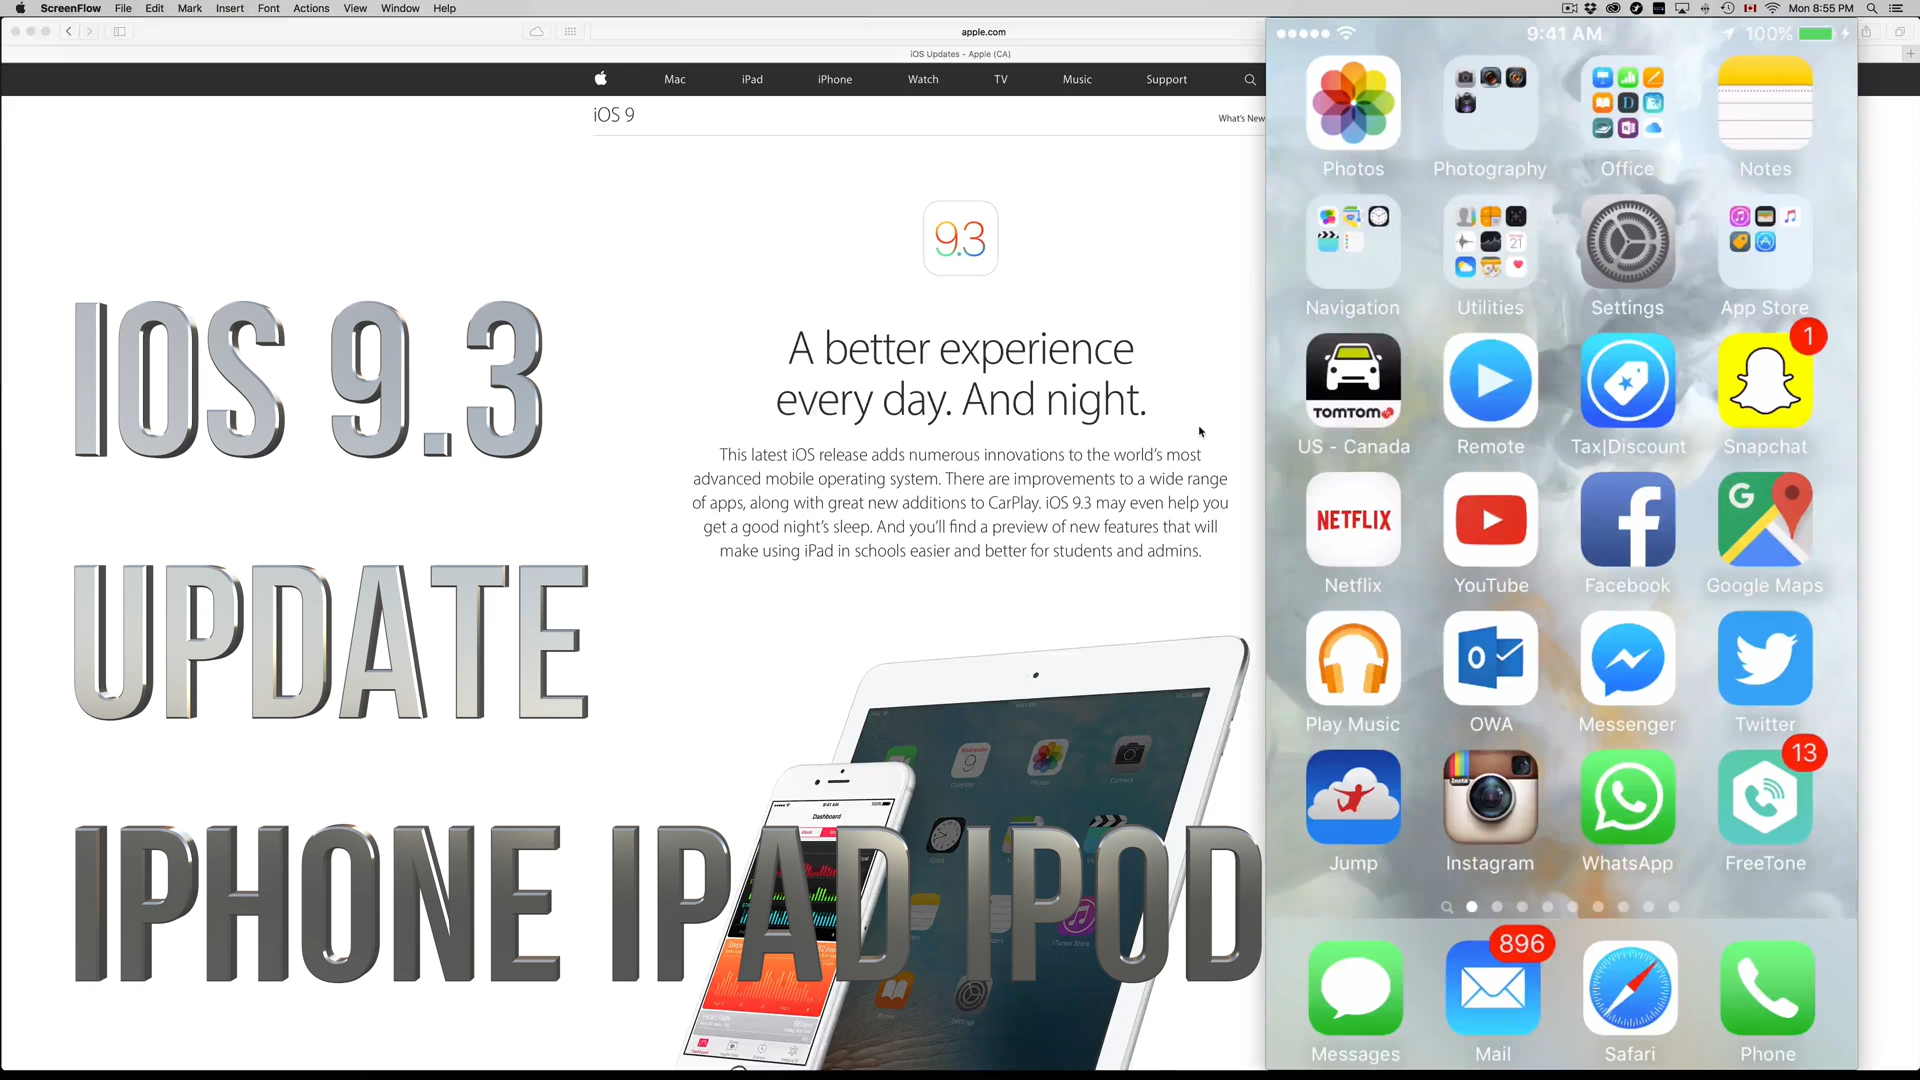 ScreenFlow File Edit Mark Insert Font Actions View Window Help
Mon 8:55 PM
apple.com
iOS Updates - Apple (CA)
Mac iPad iPhone Watch TV Music Support
iOS 9
What's New
9.3
A better experience
every day. And night.
This latest iOS release adds numerous innovations to the world's most
advanced mobile operating system. There are improvements to a wide range
of apps, along with great new additions to CarPlay. iOS 9.3 may even help you
get a good night's sleep. And you'll find a preview of new features that will
make using iPad in schools easier and better for students and admins.
IOS 9.3
UPDATE
IPHONE IPAD IPOD
9:41 AM
100%
Photos Photography Office Notes
Navigation Utilities Settings App Store
TOMTOM
1
US - Canada Remote Tax|Discount Snapchat
NETFLIX
G
Netflix YouTube Facebook Google Maps
Play Music OWA Messenger Twitter
13
Jump Instagram WhatsApp FreeTone
896
Messages Mail Safari Phone
Dashboard